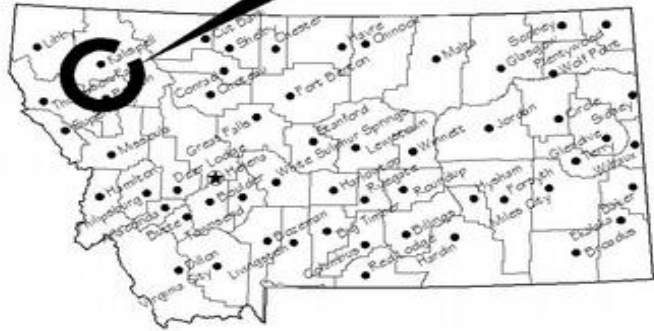 Libby
Kalispell
Cut Bank
Shelby
Chester
Havre
Chinook
Malta
Scobey
Glasgow
Plentywood
Wolf Point
Conrad
Choteau
Fort Benton
Missoula
Great Falls
Stanford
Lewistown
Winnett
Jordan
Circle
Sidney
Glendive
Terry
Wibaux
Hamilton
Philipsburg
Deer Lodge
Helena
Boulder
Townsend
White Sulphur Springs
Harlowton
Ryegate
Roundup
Hysham
Forsyth
Miles City
Baker
Ekalaka
Broadus
Anaconda
Butte
Dillon
Virginia City
Bozeman
Livingston
Big Timber
Columbus
Billings
Red Lodge
Hardin